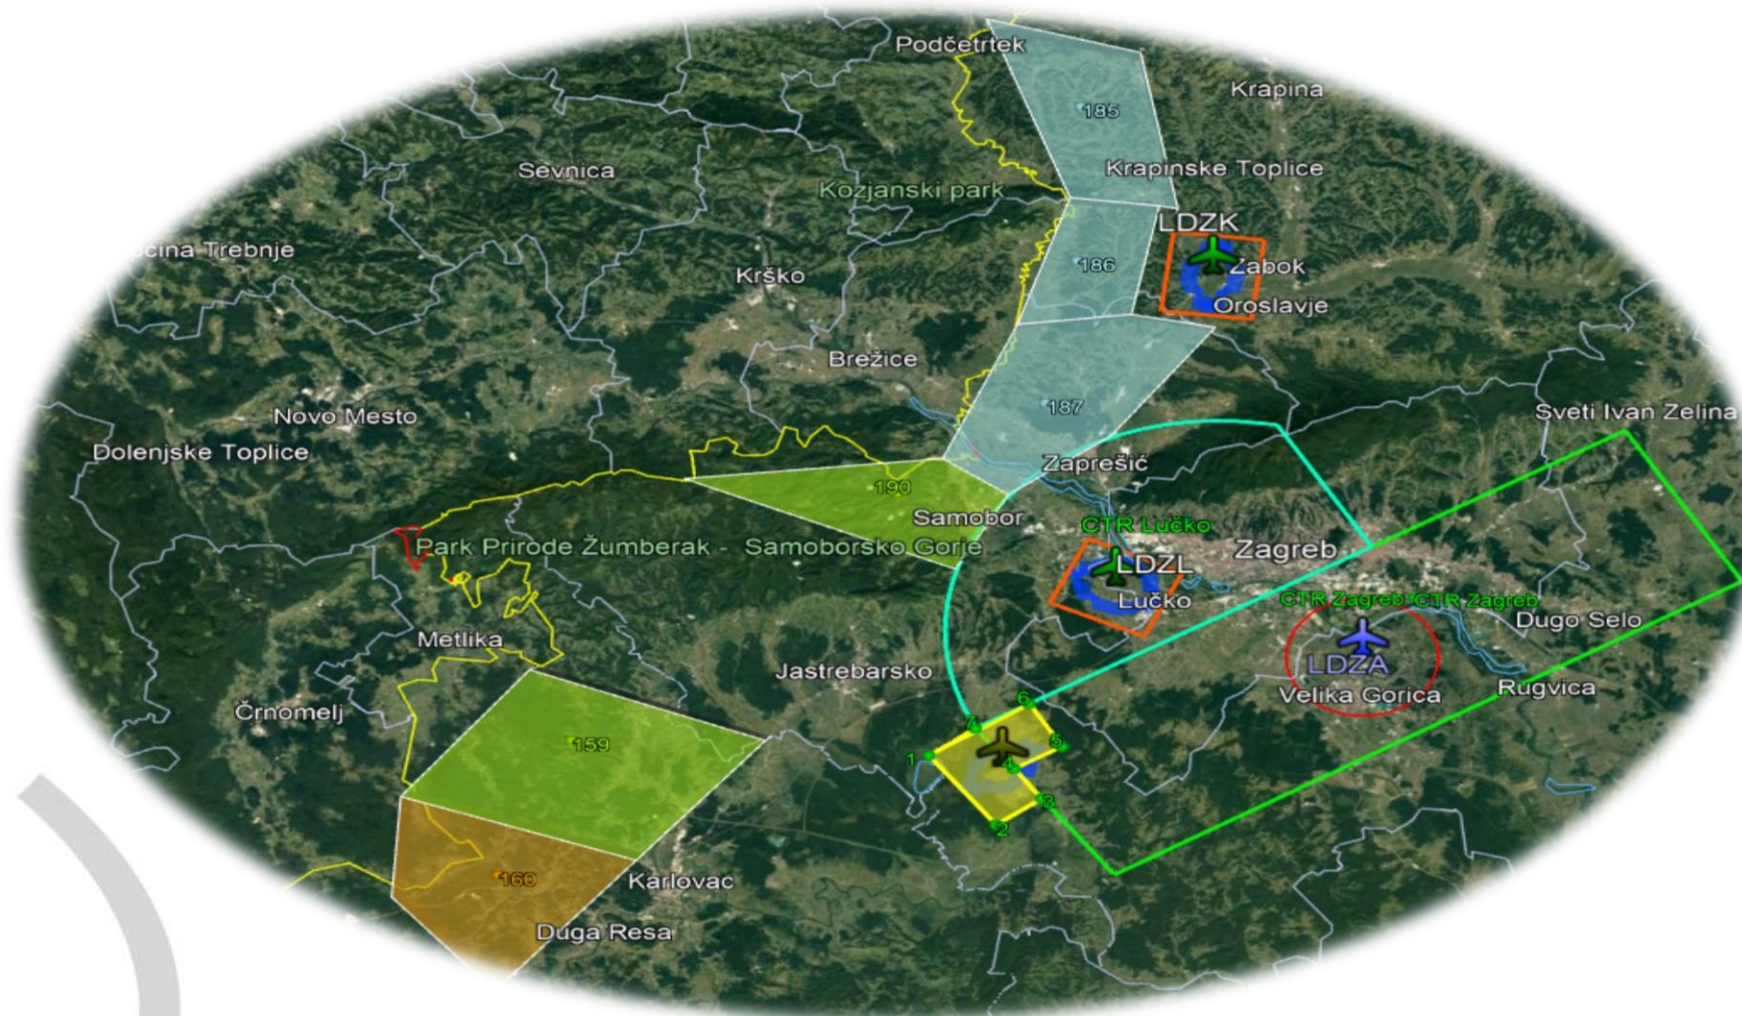 Podčetrtek
Krapina
185
Krapinske Toplice
Sevnica
Kozjanski park
LDZK
čina Trebnje
186
Zabok
Krško
Oroslavje
Brežice
187
Novo Mesto
Sveti Ivan Zelina
Dolenjske Toplice
Zaprešić
190
Samobor
CTR Lučko
Park Prirode Žumberak - Samoborsko Gorje
Zagreb
LDZL
Lučko
CTR Zagreb CTR Zagreb
Dugo Selo
Metlika
LDZA
Jastrebarsko
Velika Gorica
Rugvica
6
Črnomelj
7
5
159
1
4
3
2
160
Karlovac
Duga Resa